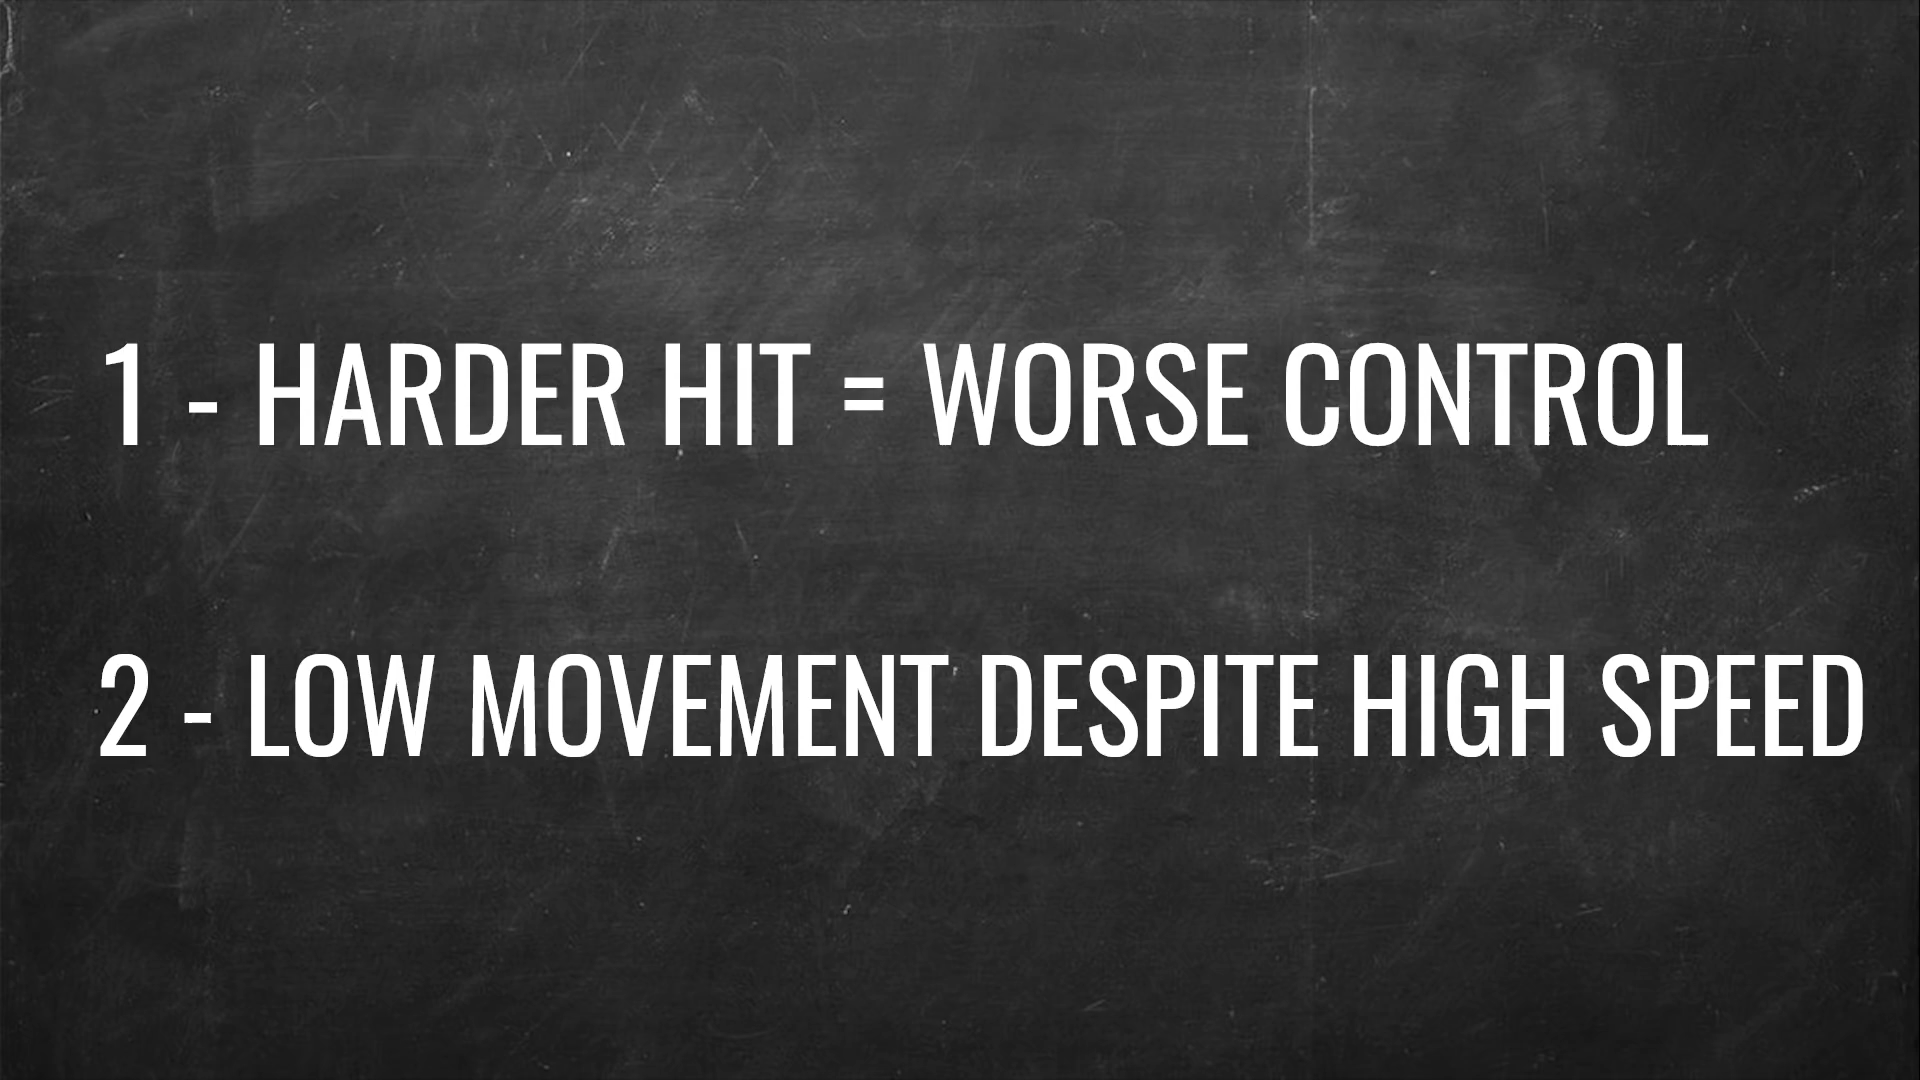 1 - HARDER HIT = WORSE CONTROL
2 - LOW MOVEMENT DESPITE HIGH SPEED